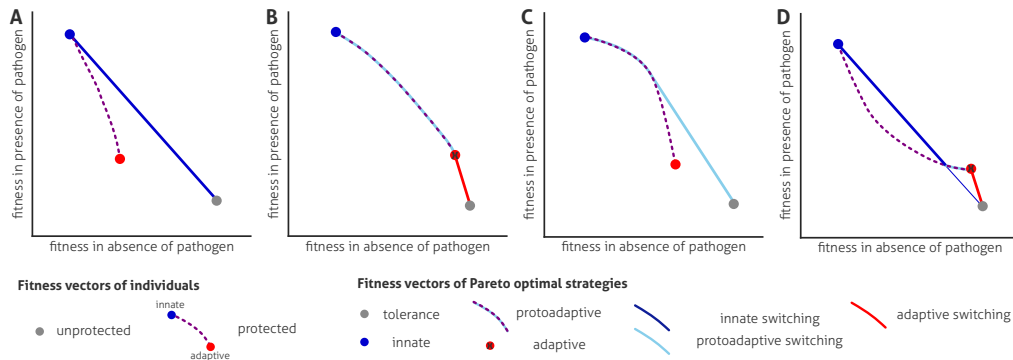 A
B
C
D
fitness in presence of pathogen
fitness in presence of pathogen
fitness in presence of pathogen
fitness in presence of pathogen
fitness in absence of pathogen
fitness in absence of pathogen
fitness in absence of pathogen
fitness in absence of pathogen
Fitness vectors of individuals
unprotected
innate
adaptive
protected
Fitness vectors of Pareto optimal strategies
tolerance
innate
protoadaptive
adaptive
innate switching
protoadaptive switching
adaptive switching